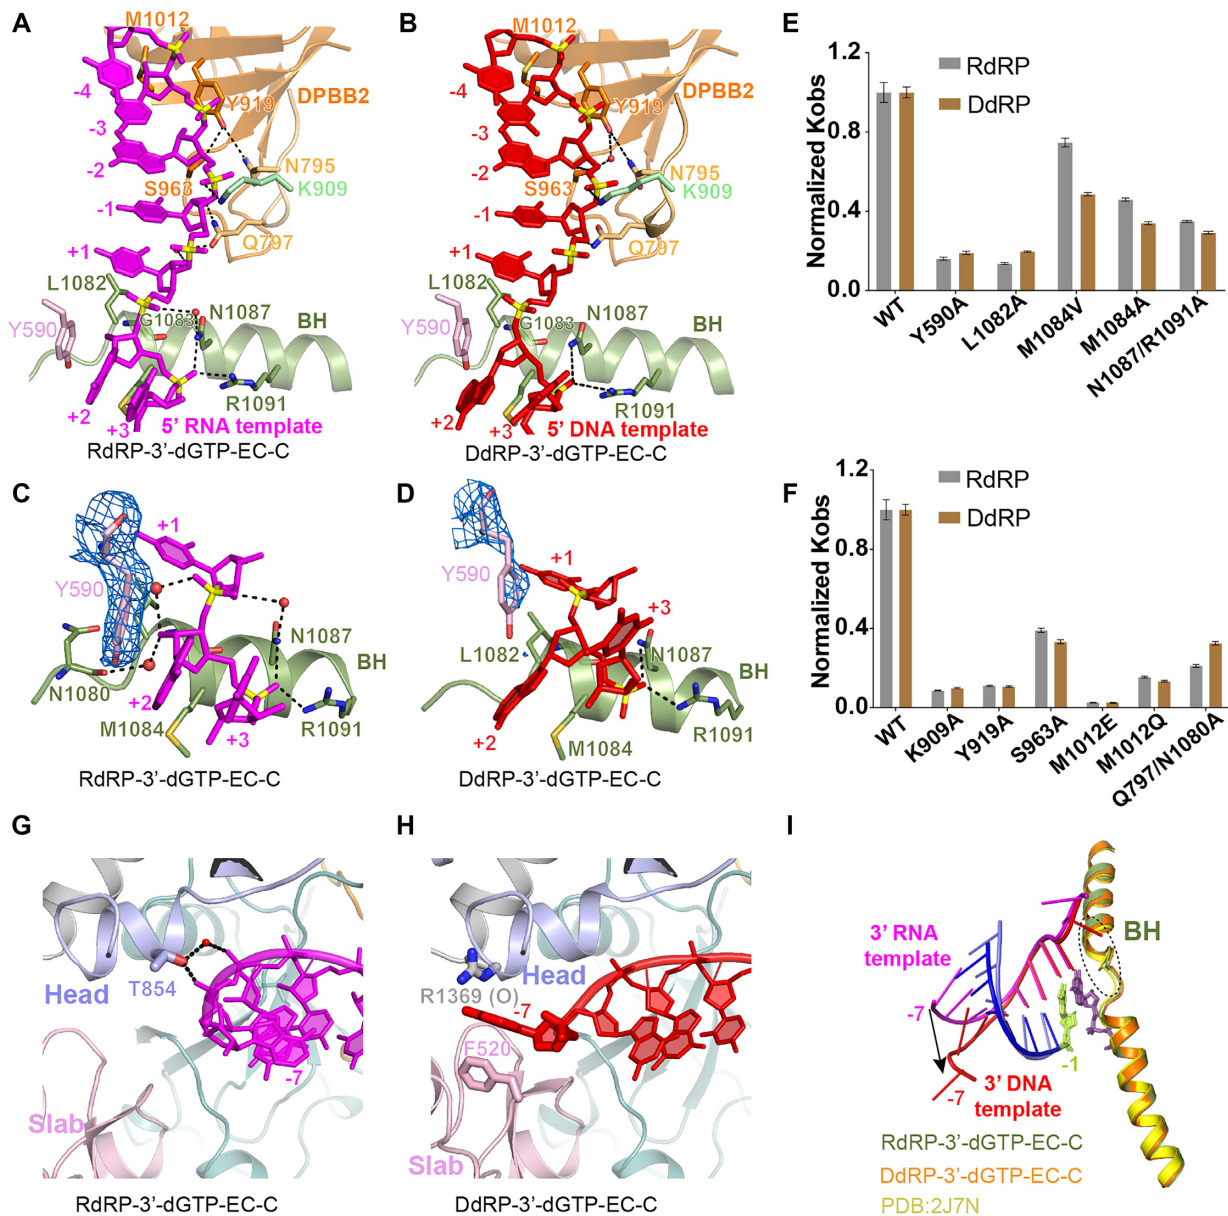 A
M1012
-4
-3
-2
-1
+1
Y919
DPBB2
N795
S963
K909
Q797
L1082
Y590
G1083
N1087
BH
R1091
+2
+3
5' RNA template
RdRP-3'-dGTP-EC-C
B
M1012
-4
-3
-2
-1
+1
Y919
DPBB2
N795
S963
K909
Q797
L1082
Y590
G1083
N1087
BH
R1091
+2
+3
5' DNA template
DdRP-3'-dGTP-EC-C
E
Normalized Kobs
1.2
0.8
0.4
0.0
RdRP
DdRP
WT
Y590A
L1082A
M1084V
M1084A
N1087/R1091A
C
+1
Y590
N1087
BH
N1080
+2
M1084
+3
R1091
RdRP-3'-dGTP-EC-C
D
Y590
+1
+3
L1082
N1087
BH
+2
M1084
R1091
DdRP-3'-dGTP-EC-C
F
Normalized Kobs
1.2
0.8
0.4
0.0
RdRP
DdRP
WT
K909A
Y919A
S963A
M1012E
M1012Q
Q797/N1080A
G
Head
T854
-7
Slab
RdRP-3'-dGTP-EC-C
H
Head
R1369 (O)
-7
F520
Slab
DdRP-3'-dGTP-EC-C
I
3' RNA
template
BH
-7
-1
-7
3' DNA
template
RdRP-3'-dGTP-EC-C
DdRP-3'-dGTP-EC-C
PDB:2J7N